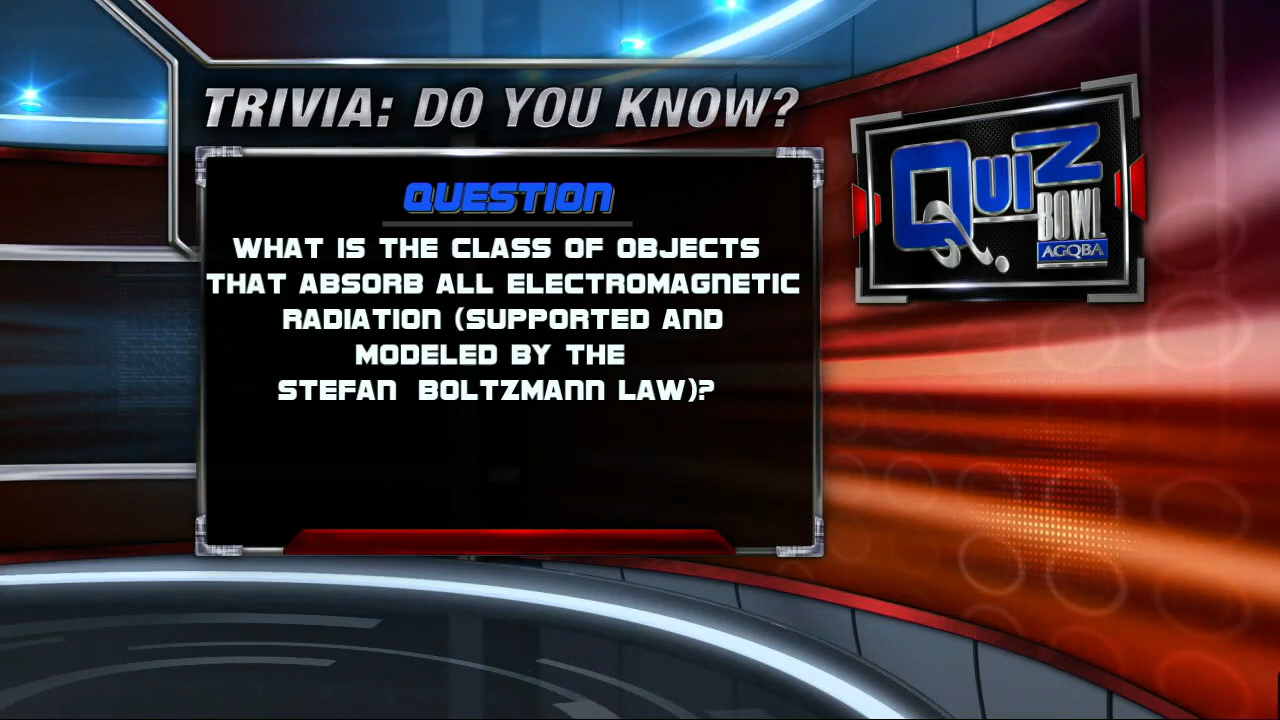 TRIVIA: DO YOU KNOW?
QUESTION
WHAT IS THE CLASS OF OBJECTS
THAT ABSORB ALL ELECTROMAGNETIC
RADIATION (SUPPORTED AND
MODELED BY THE
STEFAN BOLTZMANN LAW)?
QUIZ
BOWL
AGQBA